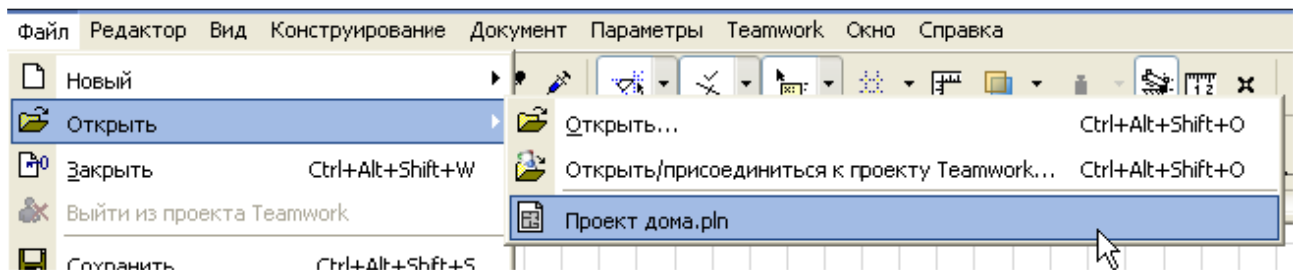 Файл Редактор Вид Конструирование Документ Параметры Teamwork Окно Справка
Новый
Открыть
Закрыть Ctrl+Alt+Shift+W
Выйти из проекта Teamwork
Сохранить Ctrl+Alt+Shift+S
Открыть... Ctrl+Alt+Shift+O
Открыть/присоединиться к проекту Teamwork... Ctrl+Alt+Shift+O
Проект дома.pln